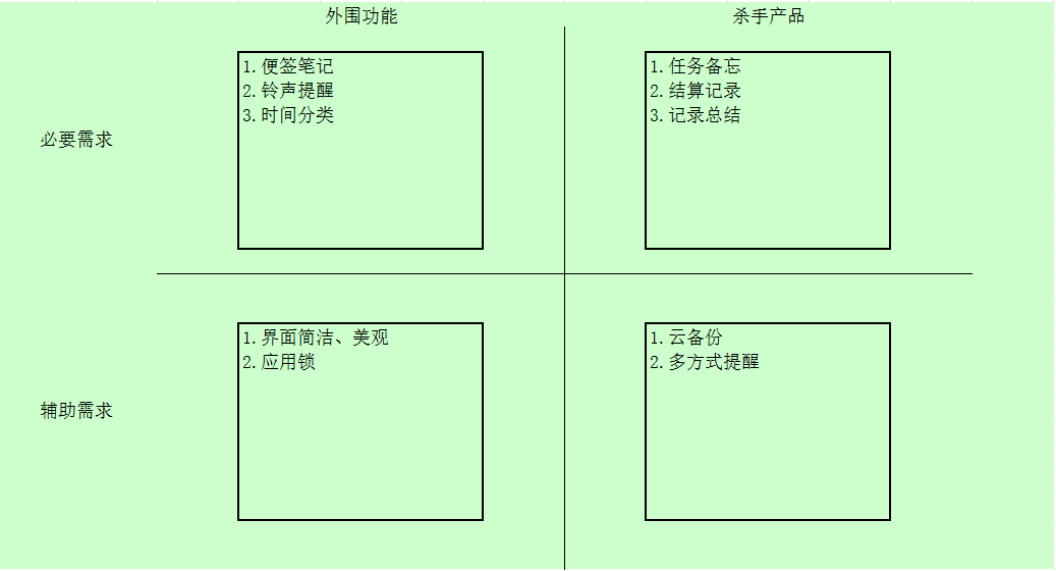 外围功能
杀手产品
必要需求
1.便签笔记
2.铃声提醒
3.时间分类
1.任务备忘
2.结算记录
3.记录总结
辅助需求
1.界面简洁、美观
2.应用锁
1.云备份
2.多方式提醒